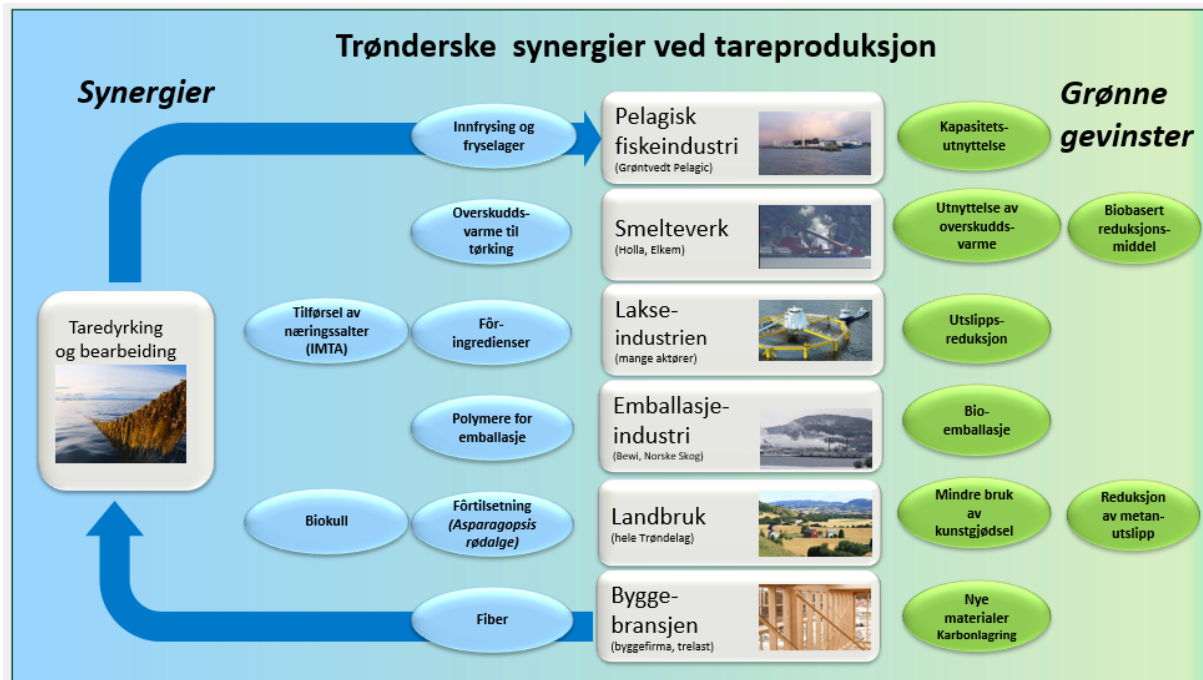 Trønderske synergier ved tareproduksjon
Synergier
Grønne
gevinster
Innfrysing og
fryselager
Pelagisk
fiskeindustri
(Grøntvedt Pelagic)
Kapasitets-
utnyttelse
Overskudds-
varme til
tørking
Smelteverk
(Holla, Elkem)
Utnyttelse av
overskudds-
varme
Biobasert
reduksjons-
middel
Taredyrking
og bearbeiding
Tilførsel av
næringssalter
(IMTA)
Fôr-
ingredienser
Lakse-
industrien
(mange aktører)
Utslipps-
reduksjon
Polymere for
emballasje
Emballasje-
industri
(Bewi, Norske Skog)
Bio-
emballasje
Biokull
Fôrtilsetning
(Asparagopsis
rødalge)
Landbruk
(hele Trøndelag)
Mindre bruk
av
kunstgjødsel
Reduksjon
av metan-
utslipp
Fiber
Bygge-
bransjen
(byggefirma, trelast)
Nye
materialer
Karbonlagring